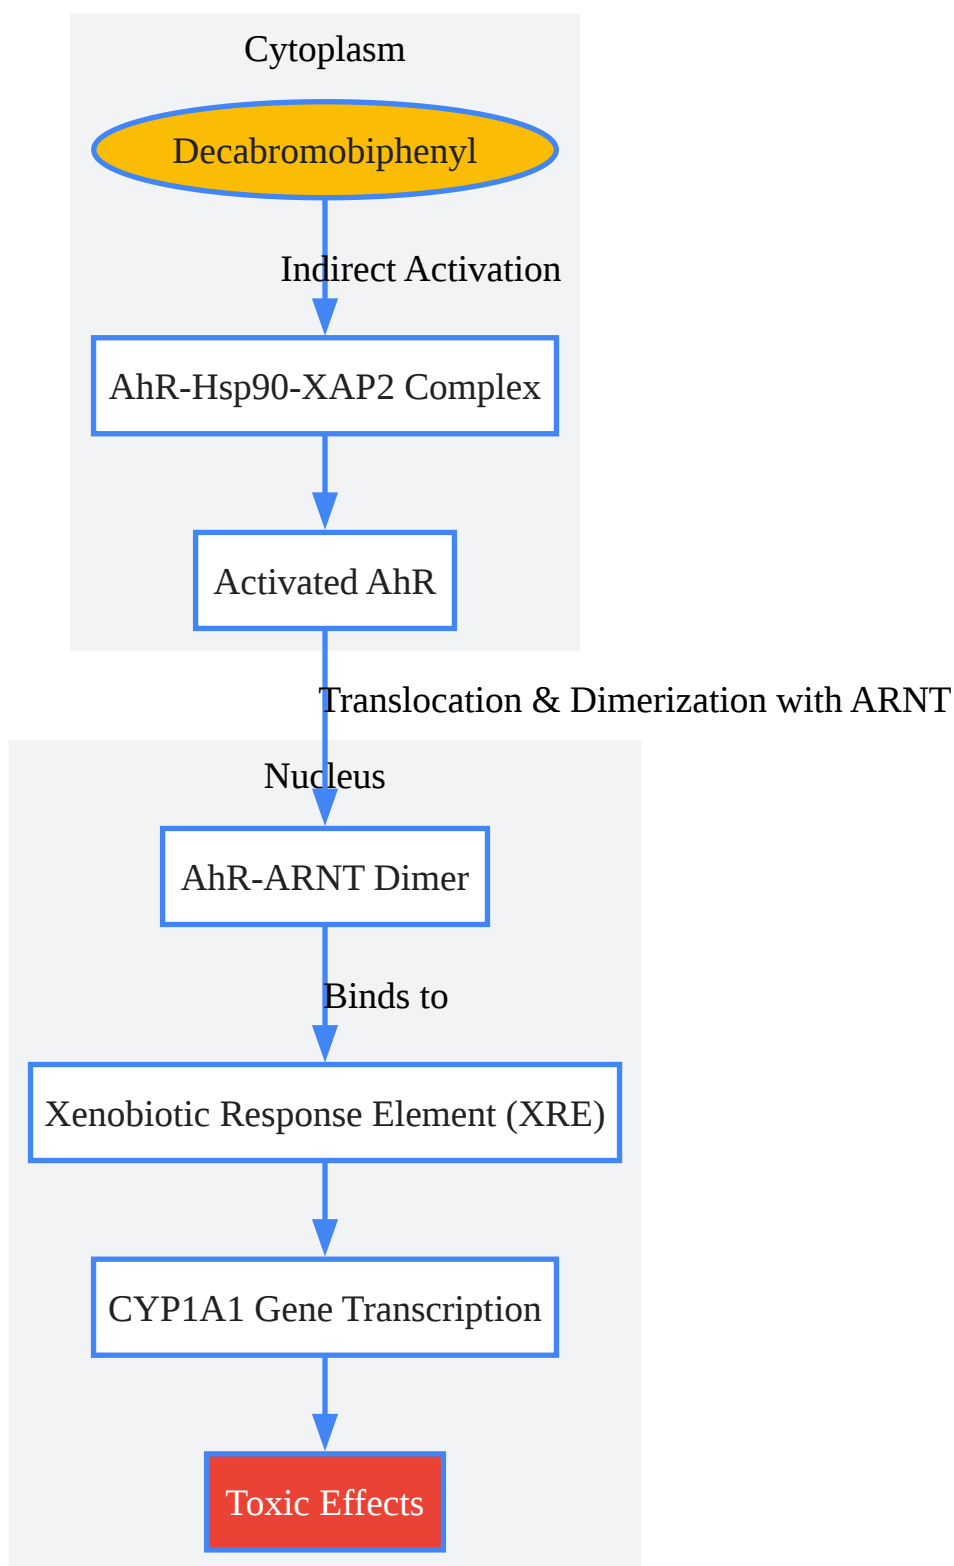 Cytoplasm
Decabromobiphenyl
Indirect Activation
AhR-Hsp90-XAP2 Complex
Activated AhR
Translocation & Dimerization with ARNT
Nucleus
AhR-ARNT Dimer
Binds to
Xenobiotic Response Element (XRE)
CYP1A1 Gene Transcription
Toxic Effects